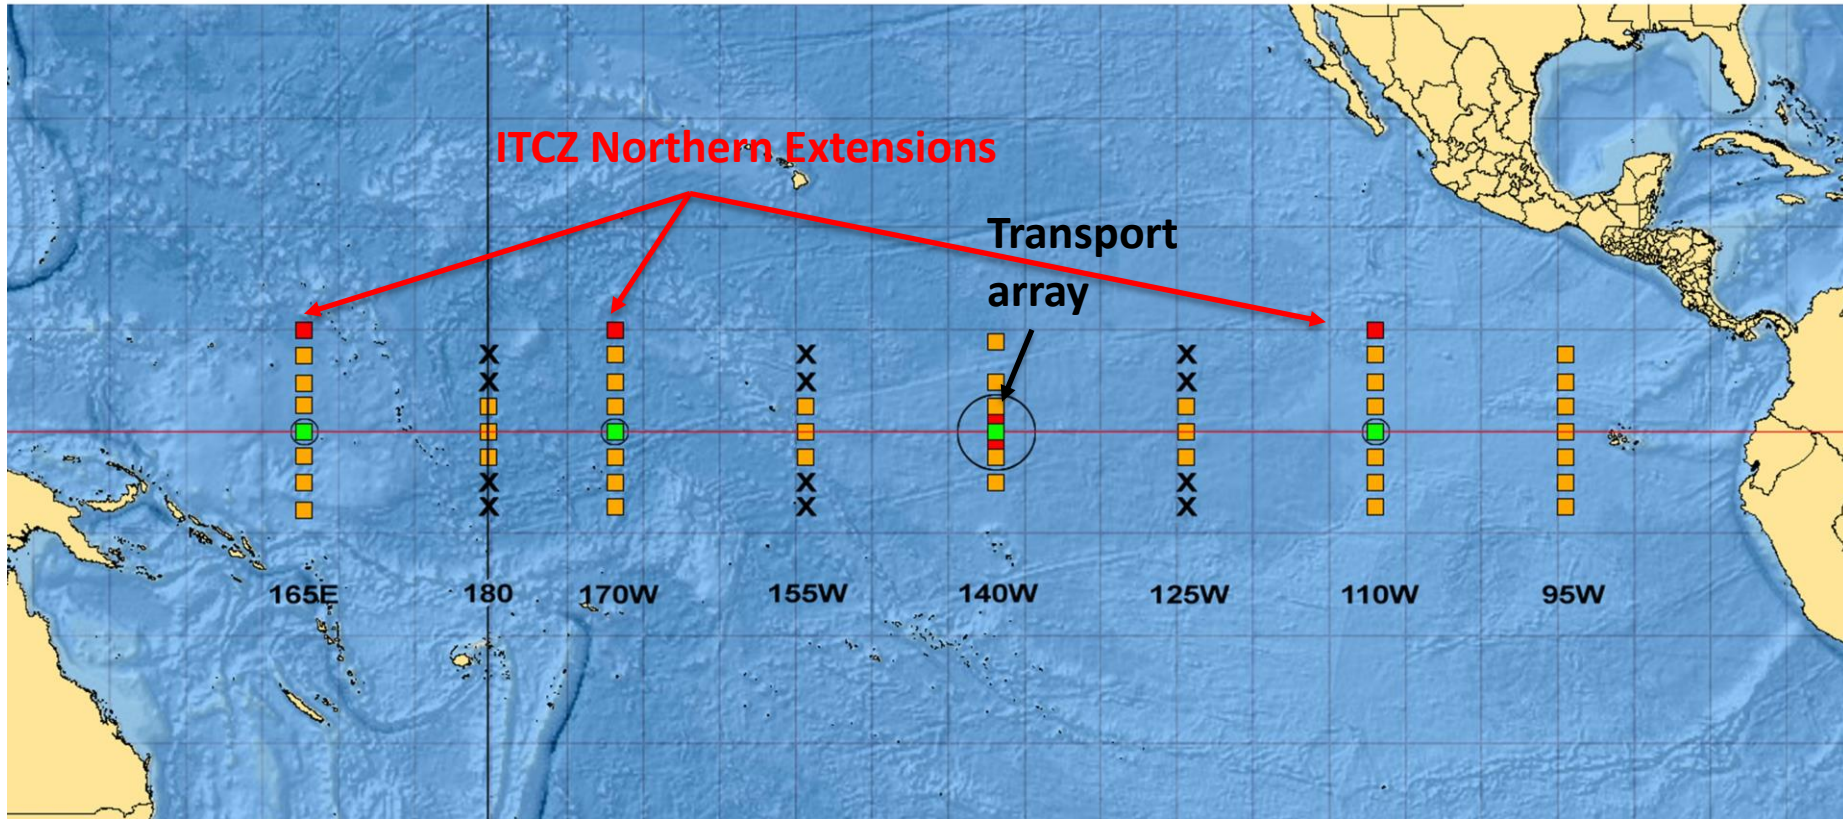 ITCZ Northern Extensions
Transport
array
X X X
X X X
X X X
X X X
165E 180 170W 155W 140W 125W 110W 95W